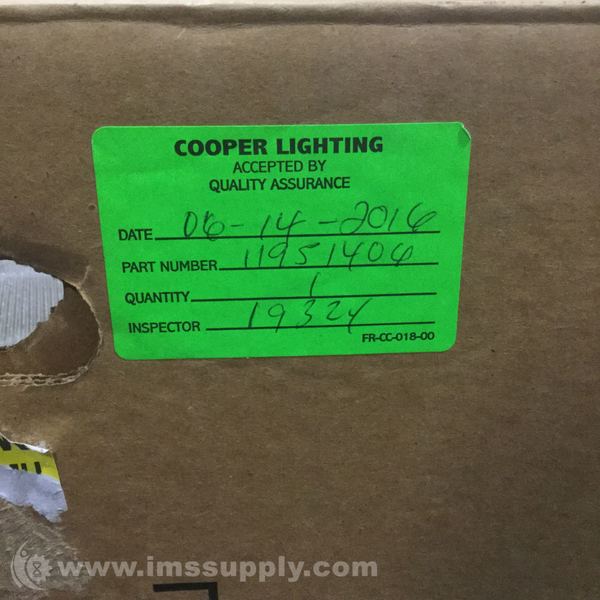 COOPER LIGHTING
ACCEPTED BY
QUALITY ASSURANCE
DATE 06-14-2016
PART NUMBER 11951406
QUANTITY 1
INSPECTOR 19324
FR-CC-018-00
www.imssupply.com